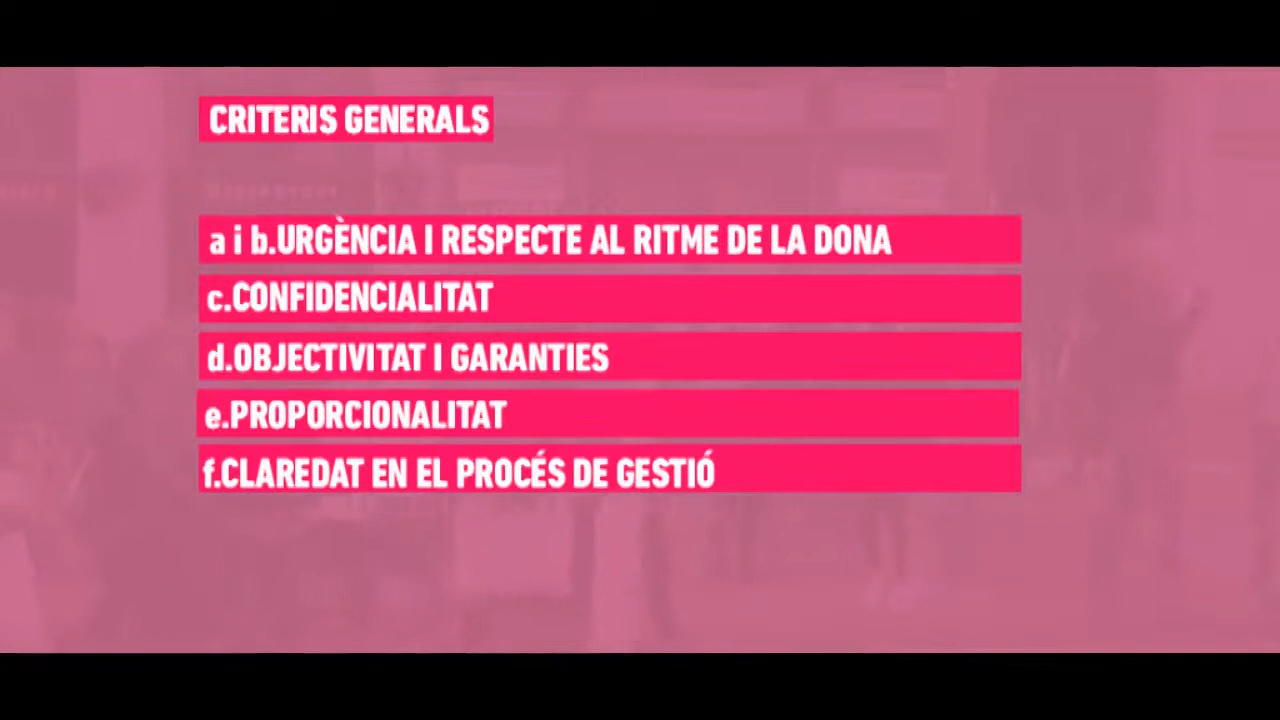 CRITERIS GENERALS
a i b.URGÈNCIA I RESPECTE AL RITME DE LA DONA
c.CONFIDENCIALITAT
d.OBJECTIVITAT I GARANTIES
e.PROPORCIONALITAT
f.CLAREDAT EN EL PROCÉS DE GESTIÓ